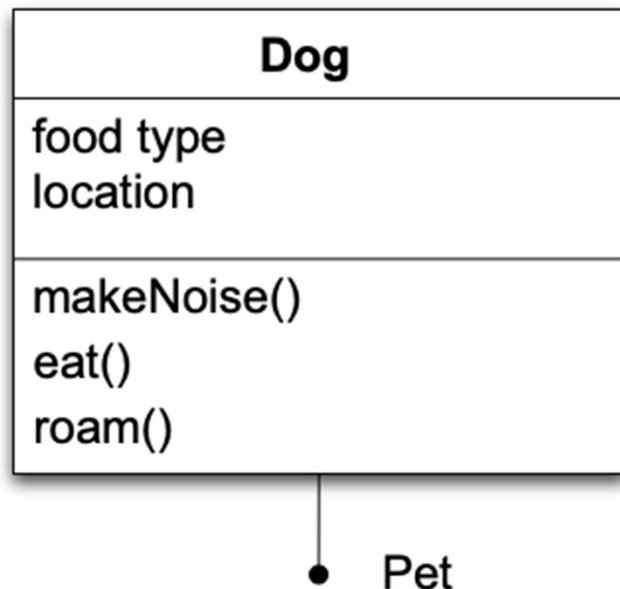 Dog
food type
location
makeNoise()
eat()
roam()
Pet